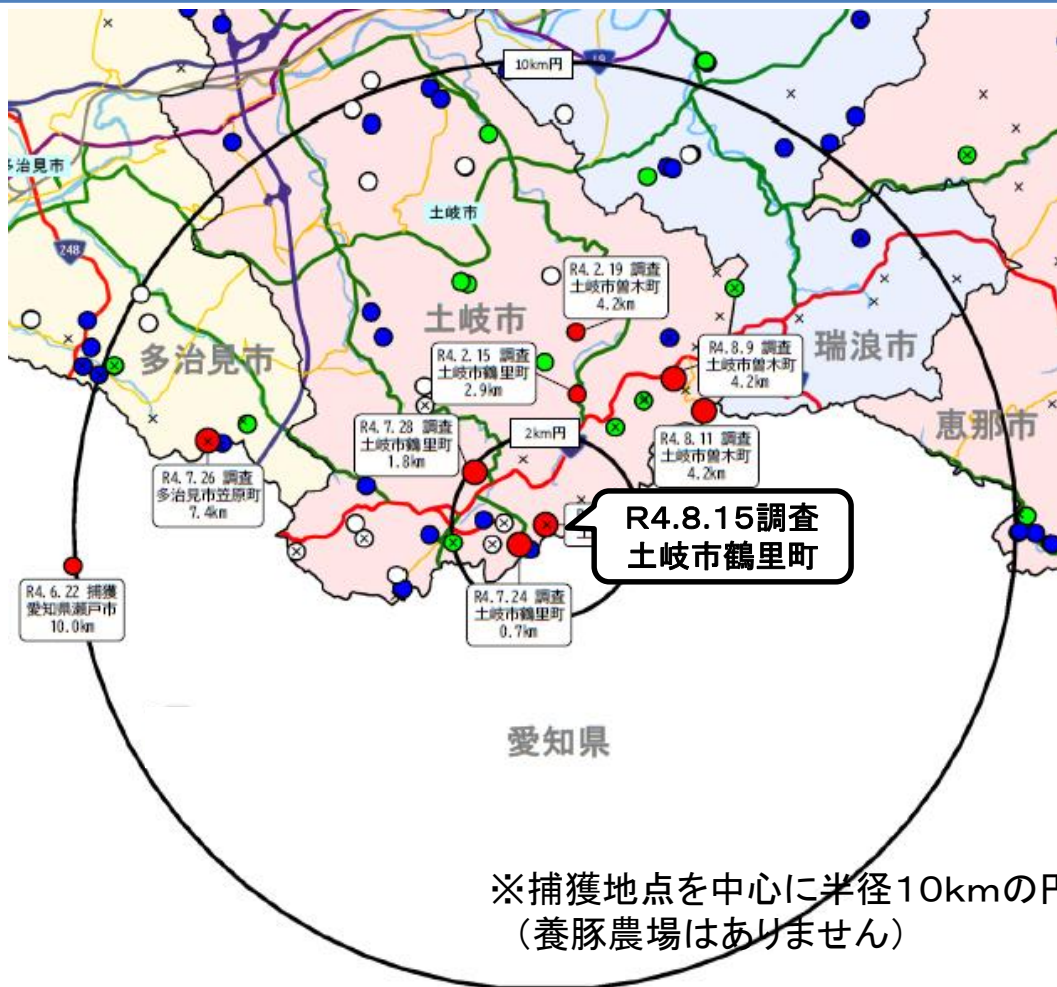 10km円
19
多治見市
248
土岐市
R4.2.19 調査
土岐市曽木町
4.2km
土岐市
多治見市
瑞浪市
恵那市
R4.2.15 調査
土岐市鶴里町
2.9km
R4.8.9 調査
土岐市曽木町
4.2km
R4.7.28 調査
土岐市鶴里町
1.8km
2km円
R4.8.11 調査
土岐市曽木町
4.2km
R4.7.26 調査
多治見市笠原町
7.4km
R4.8.15調査
土岐市鶴里町
R4.6.22 捕獲
愛知県瀬戸市
10.0km
R4.7.24 調査
土岐市鶴里町
0.7km
愛知県
※捕獲地点を中心に半径10kmの円
（養豚農場はありません）